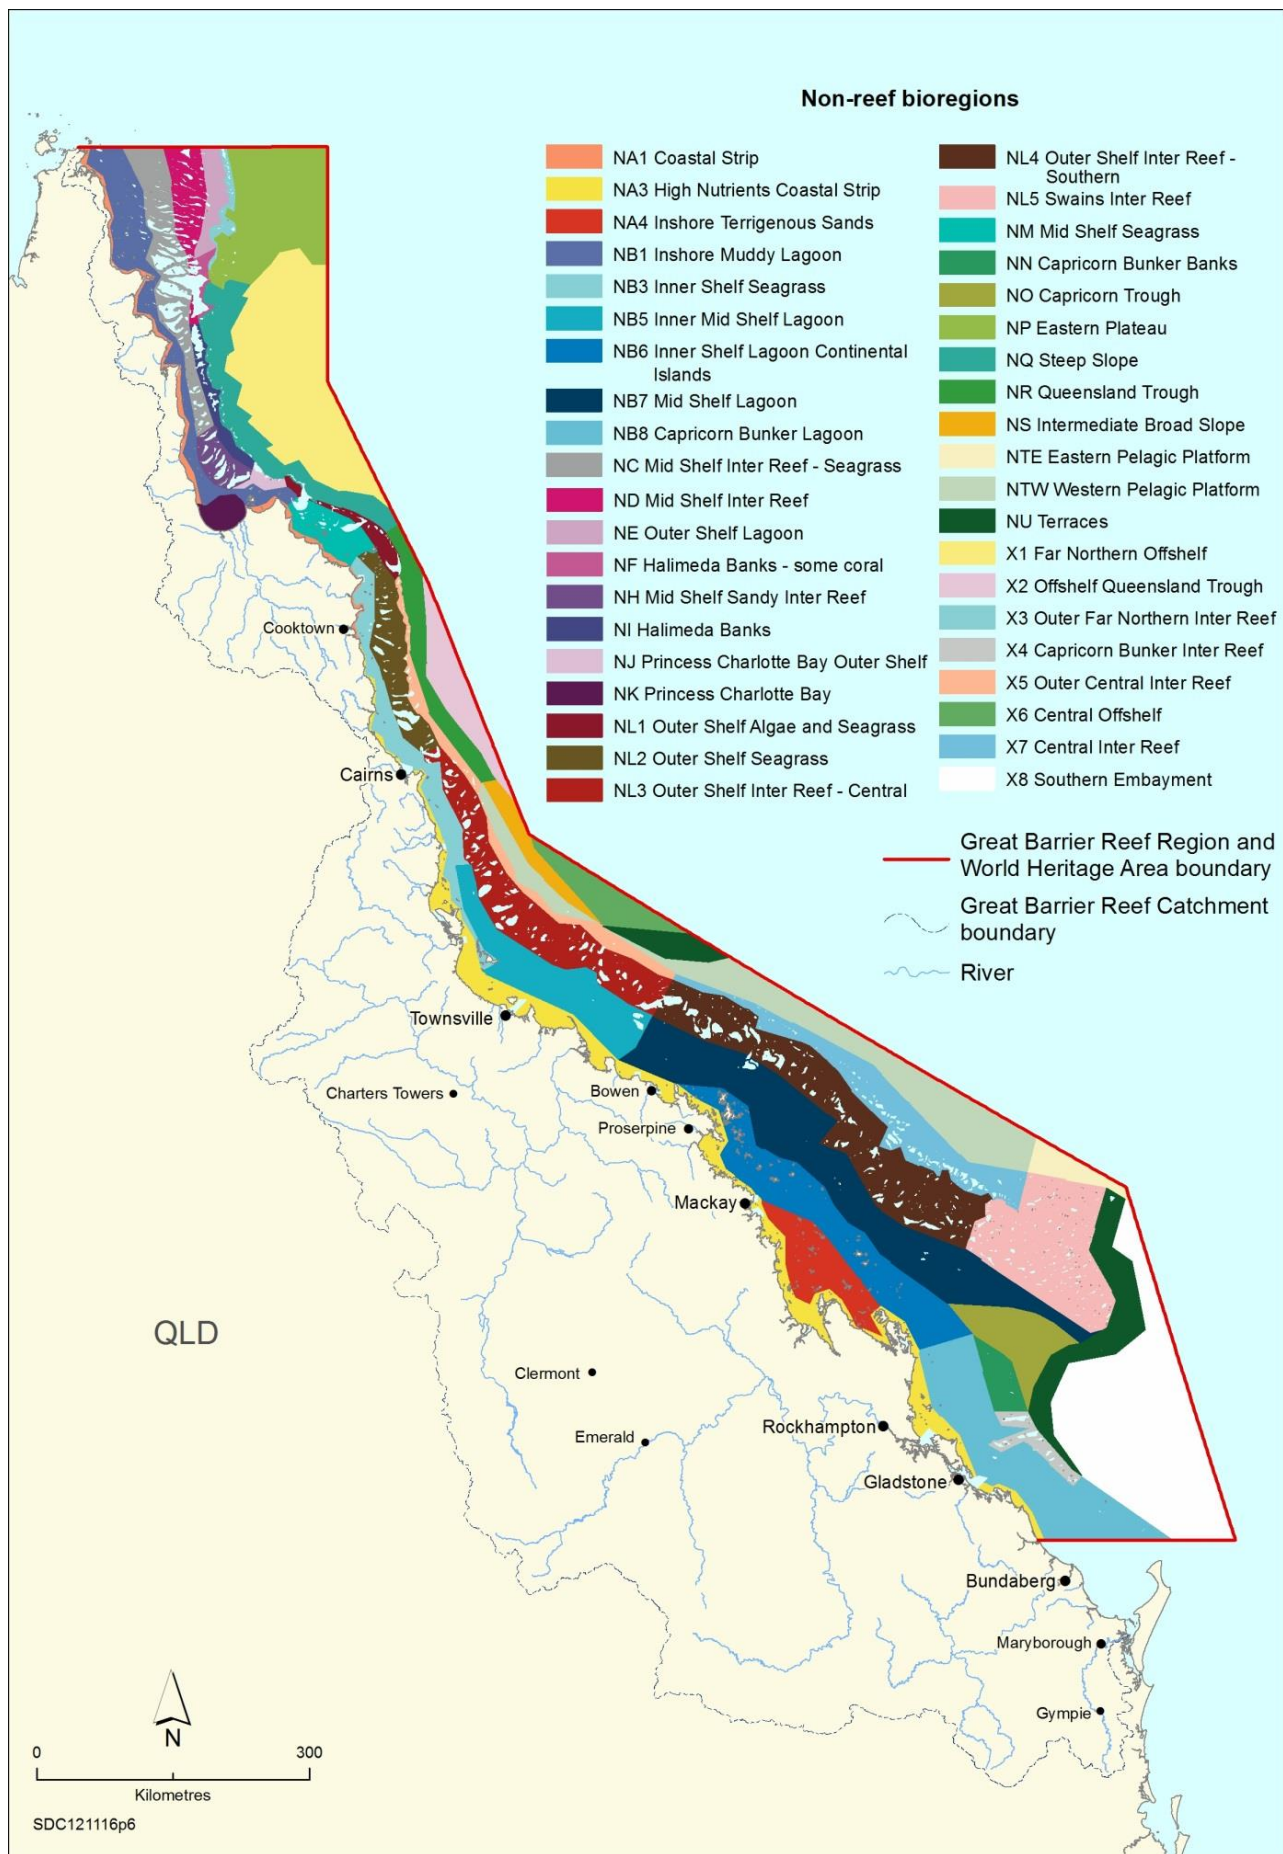 Non-reef bioregions
NA1 Coastal Strip
NA3 High Nutrients Coastal Strip
NA4 Inshore Terrigenous Sands
NB1 Inshore Muddy Lagoon
NB3 Inner Shelf Seagrass
NB5 Inner Mid Shelf Lagoon
NB6 Inner Shelf Lagoon Continental
Islands
NB7 Mid Shelf Lagoon
NB8 Capricorn Bunker Lagoon
NC Mid Shelf Inter Reef - Seagrass
ND Mid Shelf Inter Reef
NE Outer Shelf Lagoon
NF Halimeda Banks - some coral
NH Mid Shelf Sandy Inter Reef
NI Halimeda Banks
NJ Princess Charlotte Bay Outer Shelf
NK Princess Charlotte Bay
NL1 Outer Shelf Algae and Seagrass
NL2 Outer Shelf Seagrass
NL3 Outer Shelf Inter Reef - Central
NL4 Outer Shelf Inter Reef -
Southern
NL5 Swains Inter Reef
NM Mid Shelf Seagrass
NN Capricorn Bunker Banks
NO Capricorn Trough
NP Eastern Plateau
NQ Steep Slope
NR Queensland Trough
NS Intermediate Broad Slope
NTE Eastern Pelagic Platform
NTW Western Pelagic Platform
NU Terraces
X1 Far Northern Offshelf
X2 Offshelf Queensland Trough
X3 Outer Far Northern Inter Reef
X4 Capricorn Bunker Inter Reef
X5 Outer Central Inter Reef
X6 Central Offshelf
X7 Central Inter Reef
X8 Southern Embayment
Great Barrier Reef Region and
World Heritage Area boundary
Great Barrier Reef Catchment
boundary
River
Cooktown
Cairns
Townsville
Charters Towers
Bowen
Proserpine
Mackay
QLD
Clermont
Emerald
Rockhampton
Gladstone
Bundaberg
Maryborough
Gympie
N
0 300
Kilometres
SDC121116p6